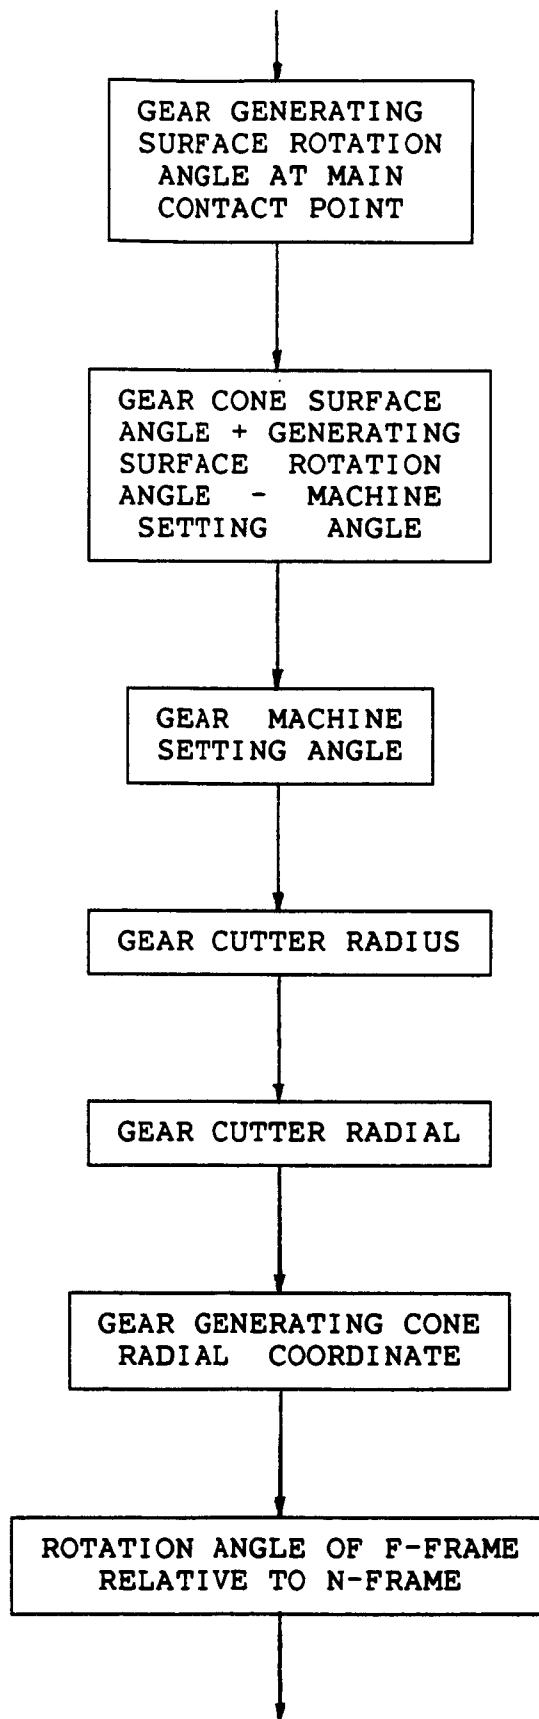 GEAR GENERATING
SURFACE ROTATION
ANGLE AT MAIN
CONTACT POINT
GEAR CONE SURFACE
ANGLE + GENERATING
SURFACE ROTATION
ANGLE - MACHINE
SETTING ANGLE
GEAR MACHINE
SETTING ANGLE
GEAR CUTTER RADIUS
GEAR CUTTER RADIAL
GEAR GENERATING CONE
RADIAL COORDINATE
ROTATION ANGLE OF F-FRAME
RELATIVE TO N-FRAME